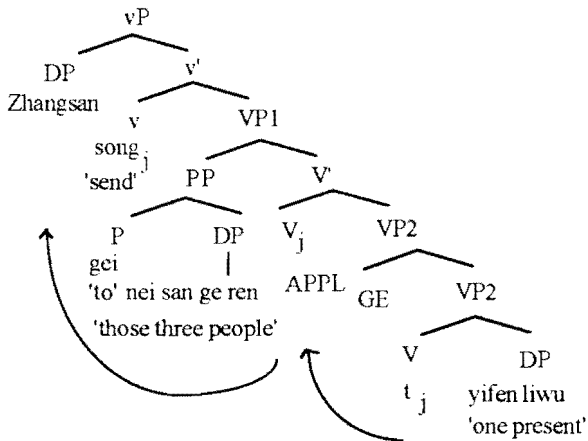 vP
DP v'
Zhangsan
v VP1
song j
'send' PP V'
P DP V j VP2
gei
'to' nei san ge ren APPL GE VP2
'those three people'
V DP
t j yifen liwu
'one present'